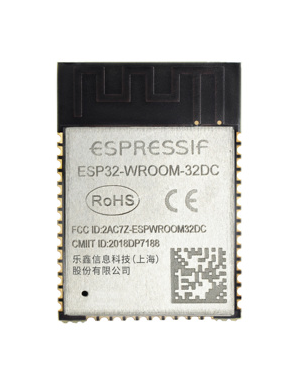 ESPRESSIF
ESP32-WROOM-32DC
RoHS CE
FCC ID:2AC7Z-ESPWROOM32DC
CMIIT ID:2018DP7188
乐鑫信息科技(上海)
股份有限公司